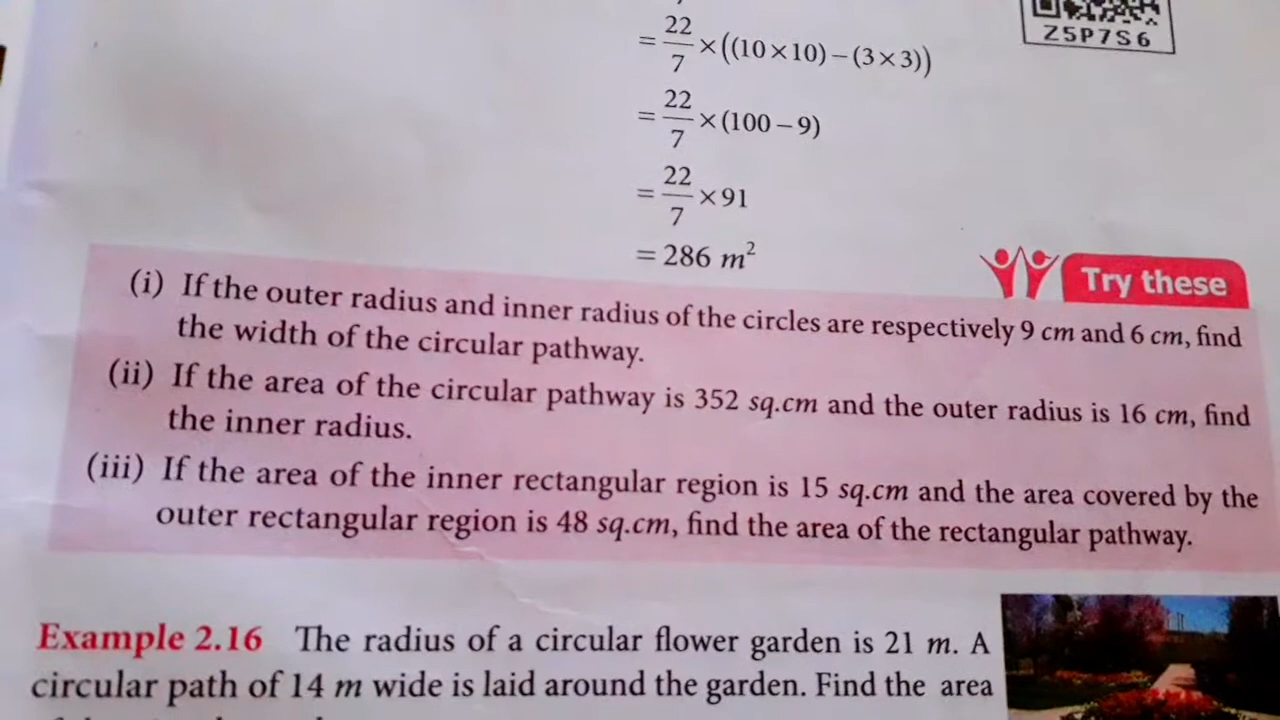 = 22/7 × ((10 × 10) − (3 × 3))
Z5P7S6
= 22/7 × (100 − 9)
= 22/7 × 91
= 286 m²
Try these
(i) If the outer radius and inner radius of the circles are respectively 9 cm and 6 cm, find
the width of the circular pathway.
(ii) If the area of the circular pathway is 352 sq.cm and the outer radius is 16 cm, find
the inner radius.
(iii) If the area of the inner rectangular region is 15 sq.cm and the area covered by the
outer rectangular region is 48 sq.cm, find the area of the rectangular pathway.
Example 2.16 The radius of a circular flower garden is 21 m. A
circular path of 14 m wide is laid around the garden. Find the area